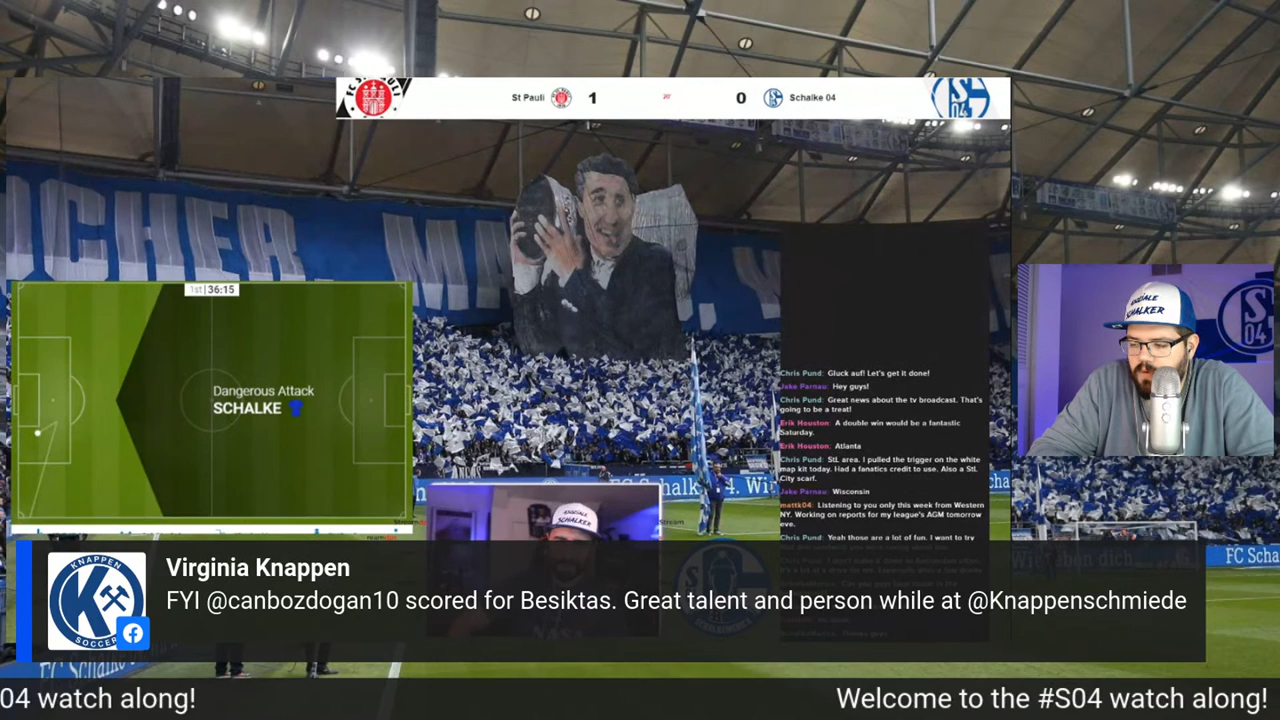 St Pauli 1 0 Schalke 04
FC ST. PAULI
S04
CHER. MA
1st 36:15
Dangerous Attack
SCHALKE
SOZIALE
SCHALKER
Chris Pund: Gluck auf! Let's get it done!
Jake Parnau: Hey guys!
Chris Pund: Great news about the tv broadcast. That's
going to be a treat!
Erik Houston: A double win would be a fantastic
Saturday.
Erik Houston: Atlanta
Chris Pund: StL area. I pulled the trigger on the white
map kit today. Had a fanatics credit to use. Also a StL
City scarf.
Jake Parnau: Wisconsin
mattk04: Listening to you only this week from Western
NY. Working on reports for my league's AGM tomorrow
eve.
Chris Pund: Yeah those are a lot of fun. I want to try
KNAPPEN
K
SOCCER
Virginia Knappen
FYI @canbozdogan10 scored for Besiktas. Great talent and person while at @Knappenschmiede
04 watch along!
Welcome to the #S04 watch along!